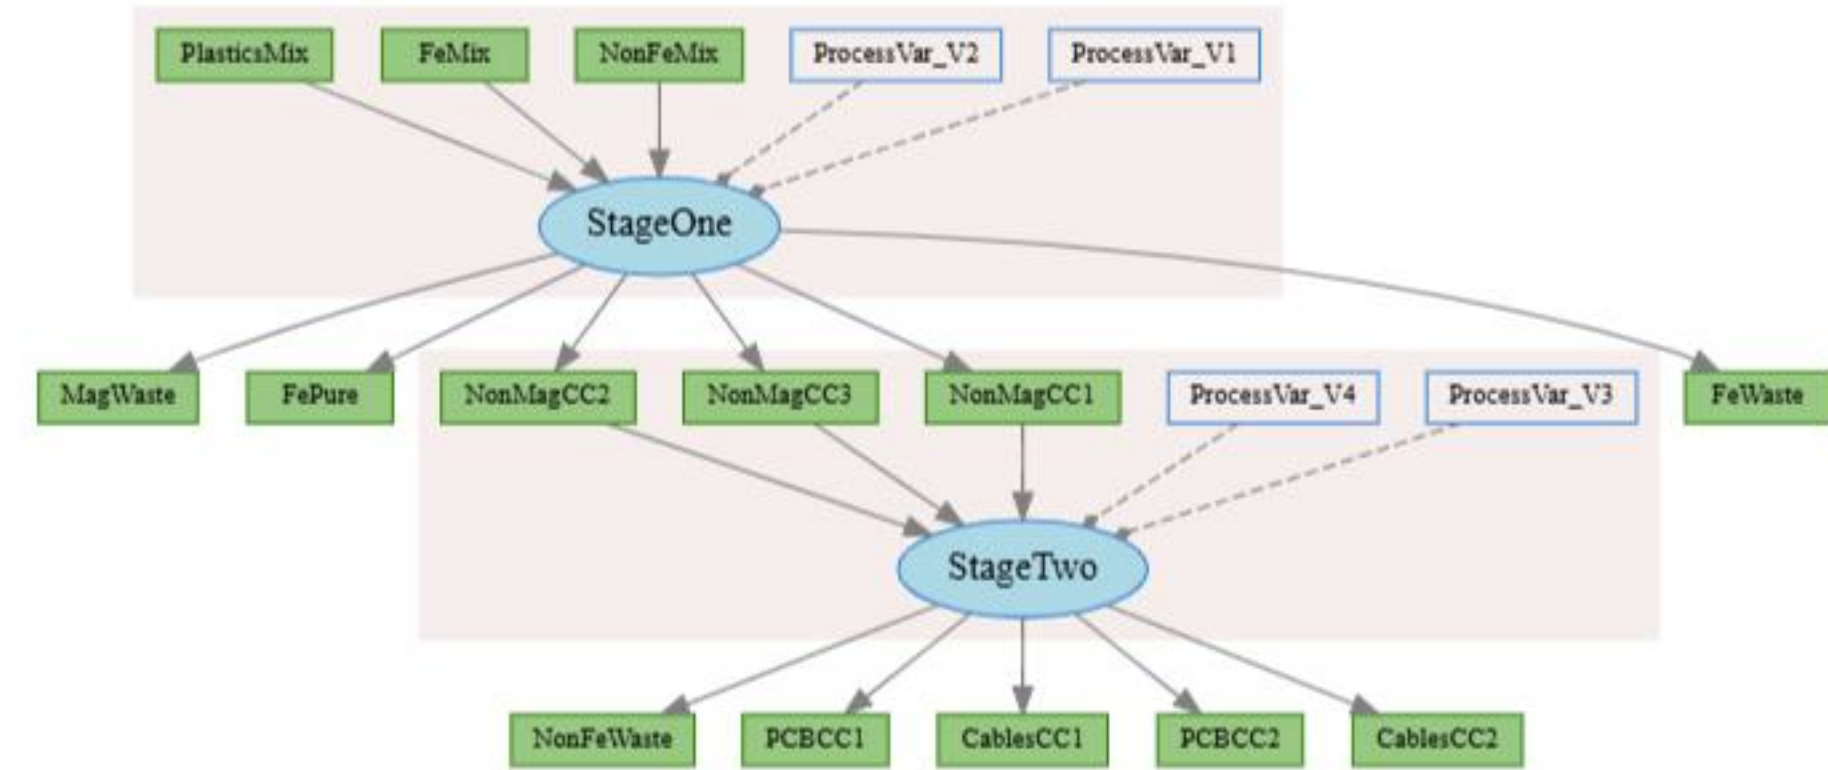 PlasticsMix
FeMix
NonFeMix
ProcessVar_V2
ProcessVar_V1
StageOne
MagWaste
FePure
NonMagCC2
NonMagCC3
NonMagCC1
ProcessVar_V4
ProcessVar_V3
FeWaste
StageTwo
NonFeWaste
PCBCC1
CablesCC1
PCBCC2
CablesCC2